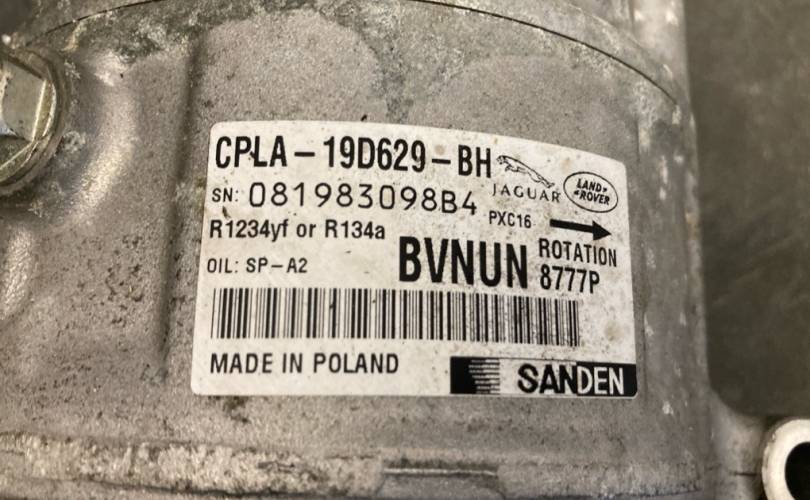 CPLA-19D629-BH
JAGUAR
LAND-
-ROVER
SN: 081983098B4
PXC16
R1234yf or R134a
ROTATION
OIL: SP-A2
BVNUN
8777P
MADE IN POLAND
SANDEN